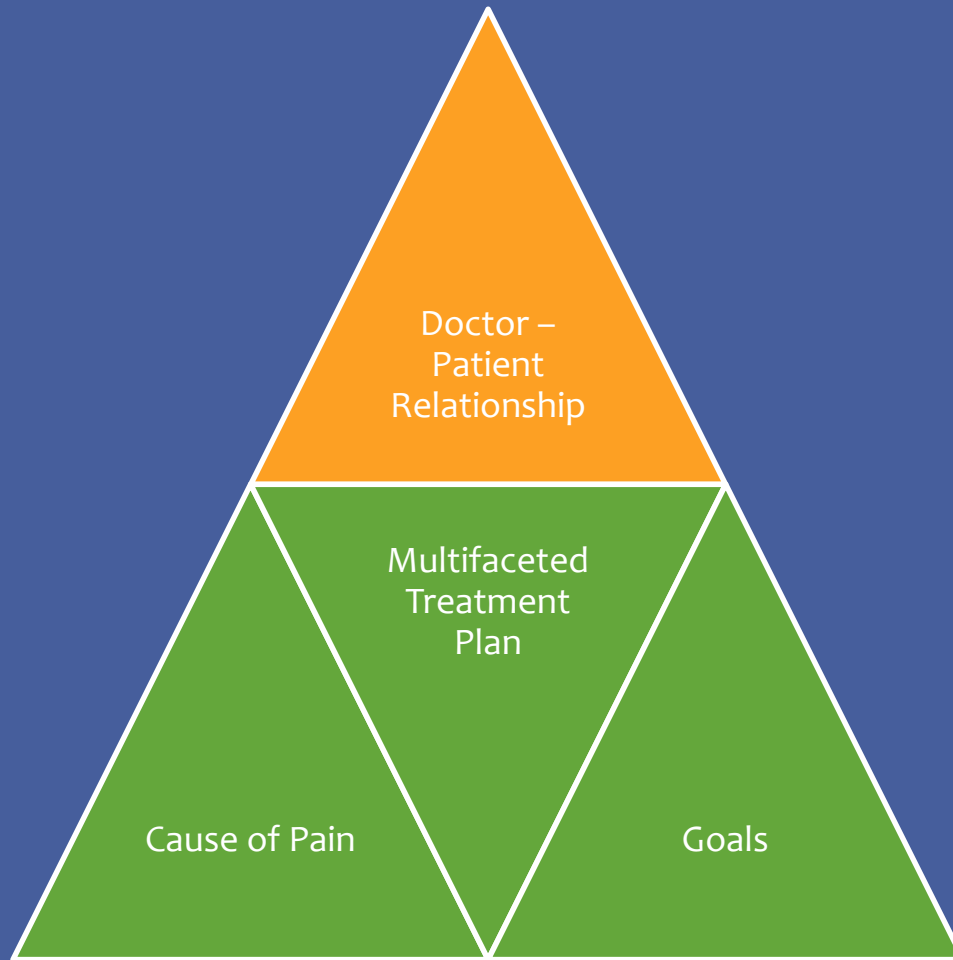 Doctor –
Patient
Relationship
Multifaceted
Treatment
Plan
Cause of Pain
Goals